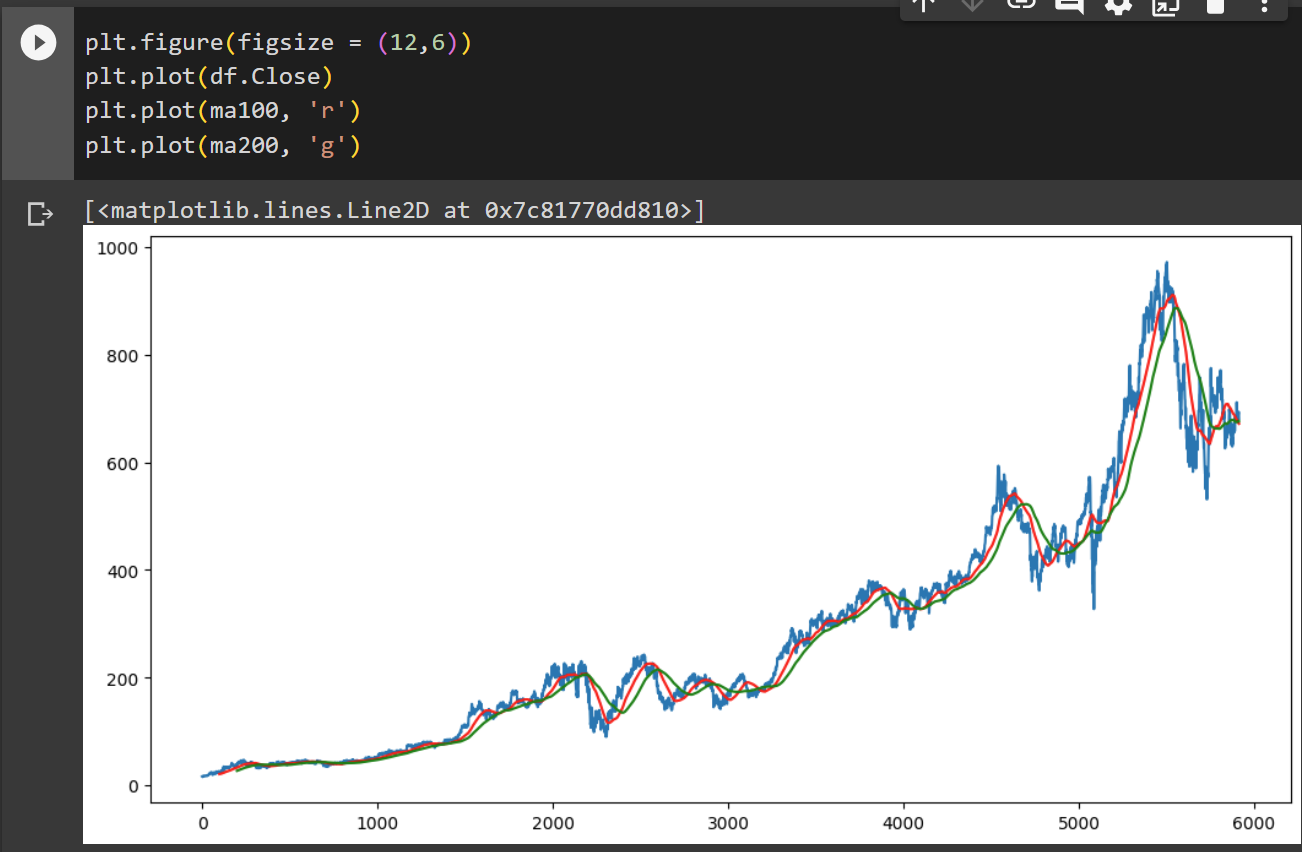 plt.figure(figsize = (12,6))
plt.plot(df.Close)
plt.plot(ma100, 'r')
plt.plot(ma200, 'g')
[<matplotlib.lines.Line2D at 0x7c81770dd810>]
1000
800
600
400
200
0
0 1000 2000 3000 4000 5000 6000